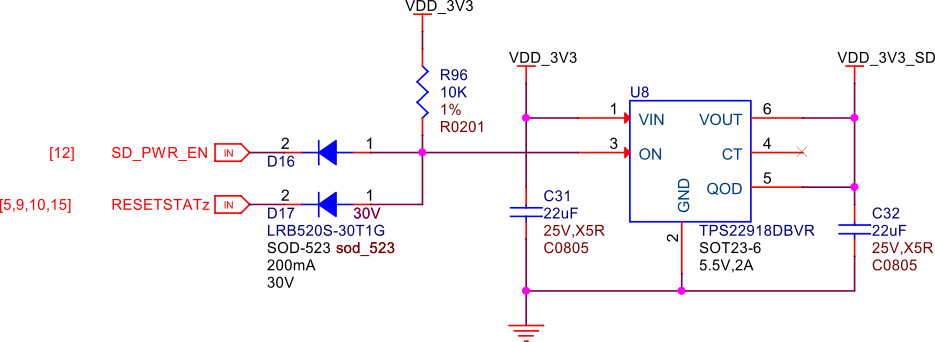 VDD_3V3
R96
10K
1%
R0201
VDD_3V3
VDD_3V3_SD
U8
1
VIN
VOUT
6
[12]
SD_PWR_EN
IN
2
D16
1
3
ON
CT
4
QOD
5
GND
2
[5,9,10,15]
RESETSTATz
IN
2
D17
1
30V
LRB520S-30T1G
SOD-523 sod_523
200mA
30V
C31
22uF
25V,X5R
C0805
TPS22918DBVR
SOT23-6
5.5V,2A
C32
22uF
25V,X5R
C0805